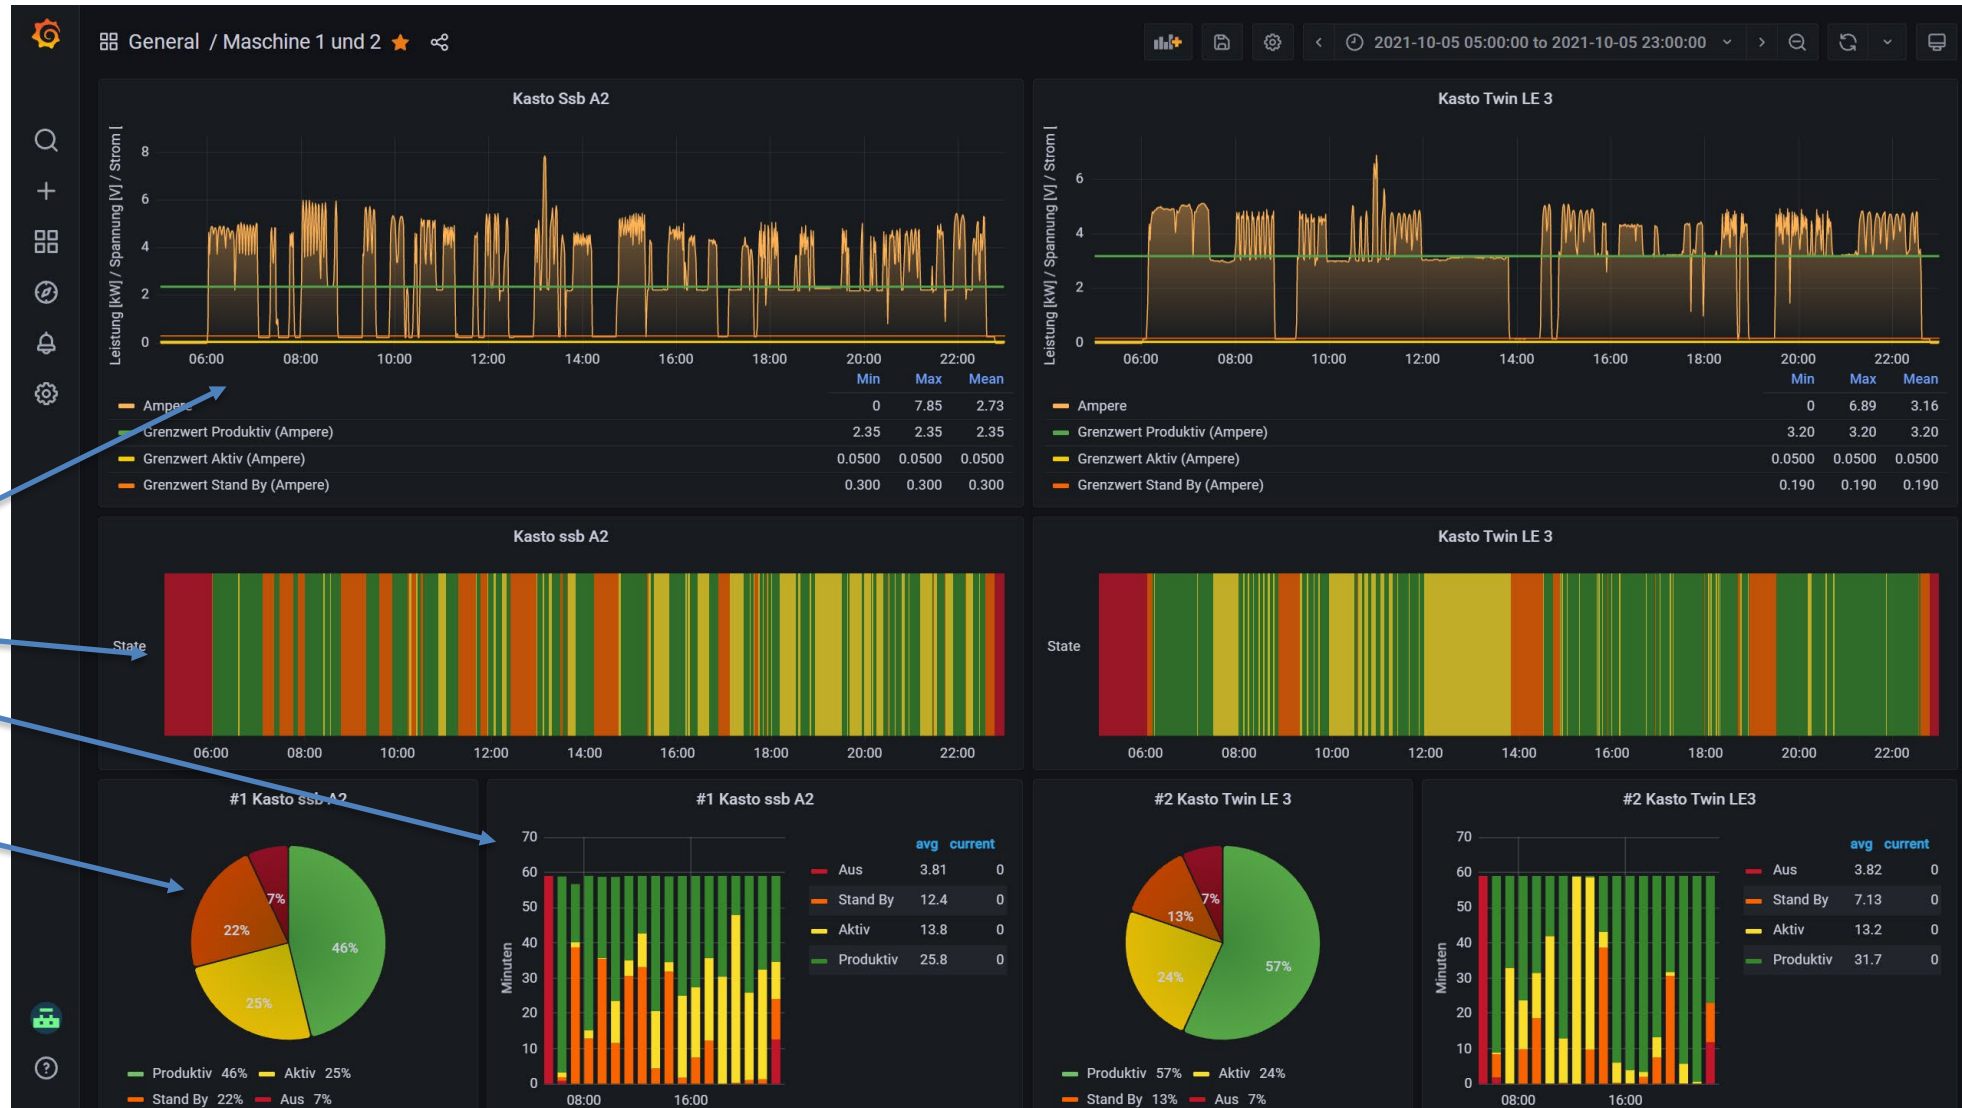 General / Maschine 1 und 2
2021-10-05 05:00:00 to 2021-10-05 23:00:00
Kasto Ssb A2
Leistung [kW] / Spannung [V] / Strom [
8
6
4
2
0
06:00 08:00 10:00 12:00 14:00 16:00 18:00 20:00 22:00
Min Max Mean
Ampere 0 7.85 2.73
Grenzwert Produktiv (Ampere) 2.35 2.35 2.35
Grenzwert Aktiv (Ampere) 0.0500 0.0500 0.0500
Grenzwert Stand By (Ampere) 0.300 0.300 0.300
Kasto Twin LE 3
Leistung [kW] / Spannung [V] / Strom [
6
4
2
0
06:00 08:00 10:00 12:00 14:00 16:00 18:00 20:00 22:00
Min Max Mean
Ampere 0 6.89 3.16
Grenzwert Produktiv (Ampere) 3.20 3.20 3.20
Grenzwert Aktiv (Ampere) 0.0500 0.0500 0.0500
Grenzwert Stand By (Ampere) 0.190 0.190 0.190
Kasto ssb A2
State
06:00 08:00 10:00 12:00 14:00 16:00 18:00 20:00 22:00
Kasto Twin LE 3
State
06:00 08:00 10:00 12:00 14:00 16:00 18:00 20:00 22:00
#1 Kasto ssb A2
7%
22%
46%
25%
Produktiv 46% Aktiv 25%
Stand By 22% Aus 7%
#1 Kasto ssb A2
Minuten
70
60
50
40
30
20
10
0
08:00 16:00
avg current
Aus 3.81 0
Stand By 12.4 0
Aktiv 13.8 0
Produktiv 25.8 0
#2 Kasto Twin LE 3
7%
13%
57%
24%
Produktiv 57% Aktiv 24%
Stand By 13% Aus 7%
#2 Kasto Twin LE3
Minuten
70
60
50
40
30
20
10
0
08:00 16:00
avg current
Aus 3.82 0
Stand By 7.13 0
Aktiv 13.2 0
Produktiv 31.7 0